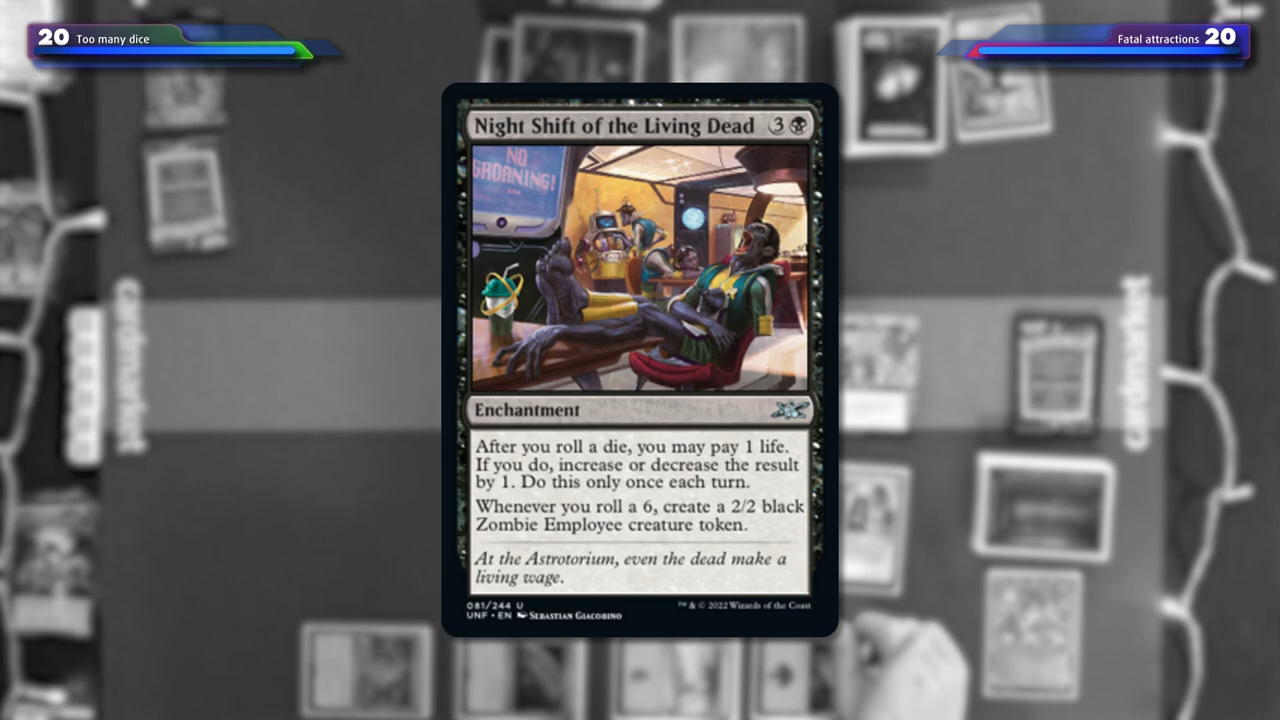 20 Too many dice
Fatal attractions 20
Night Shift of the Living Dead 3
NO
GROANING!
Enchantment
After you roll a die, you may pay 1 life.
If you do, increase or decrease the result
by 1. Do this only once each turn.
Whenever you roll a 6, create a 2/2 black
Zombie Employee creature token.
At the Astrotorium, even the dead make a
living wage.
081/244 U
UNF • EN Sebastian Giacobino
™ & © 2022 Wizards of the Coast
cardmarket
cardmarket